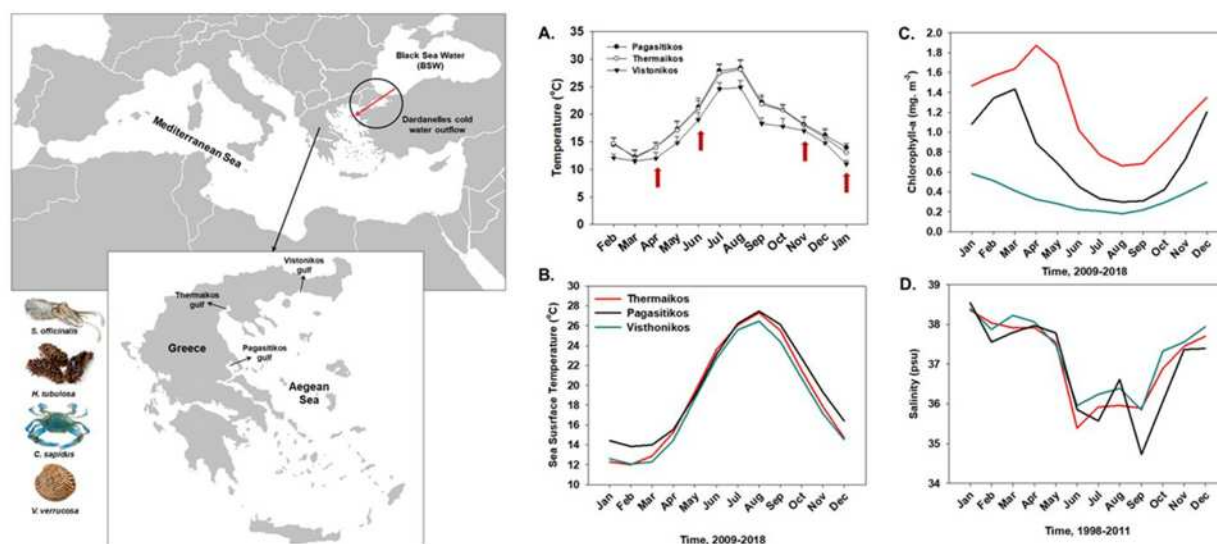 Black Sea Water
(BSW)
Dardanelles cold
water outflow
Mediterranean Sea
Vistonikos
gulf
Thermaikos
gulf
Pagasitikos
gulf
Greece
Aegean
Sea
S. officinalis
H. tubulosa
C. sapidus
V. verrucosa
A.
Pagasitikos
Thermaikos
Vistonikos
Temperature (°C)
35
30
25
20
15
10
5
0
Feb Mar Apr May Jun Jul Aug Sep Oct Nov Dec Jan
B.
Thermaikos
Pagasitikos
Visthonikos
Sea Susrface Temperature (°C)
30
28
26
24
22
20
18
16
14
12
10
Jan Feb Mar Apr May Jun Jul Aug Sep Oct Nov Dec
Time, 2009-2018
C.
Chlorophyll-a (mg. m⁻³)
2.0
1.8
1.6
1.4
1.2
1.0
0.8
0.6
0.4
0.2
0.0
Jan Feb Mar Apr May Jun Jul Aug Sep Oct Nov Dec
Time, 2009-2018
D.
Salinity (psu)
39
38
37
36
35
34
Jan Feb Mar Apr May Jun Jul Aug Sep Oct Nov Dec
Time, 1998-2011